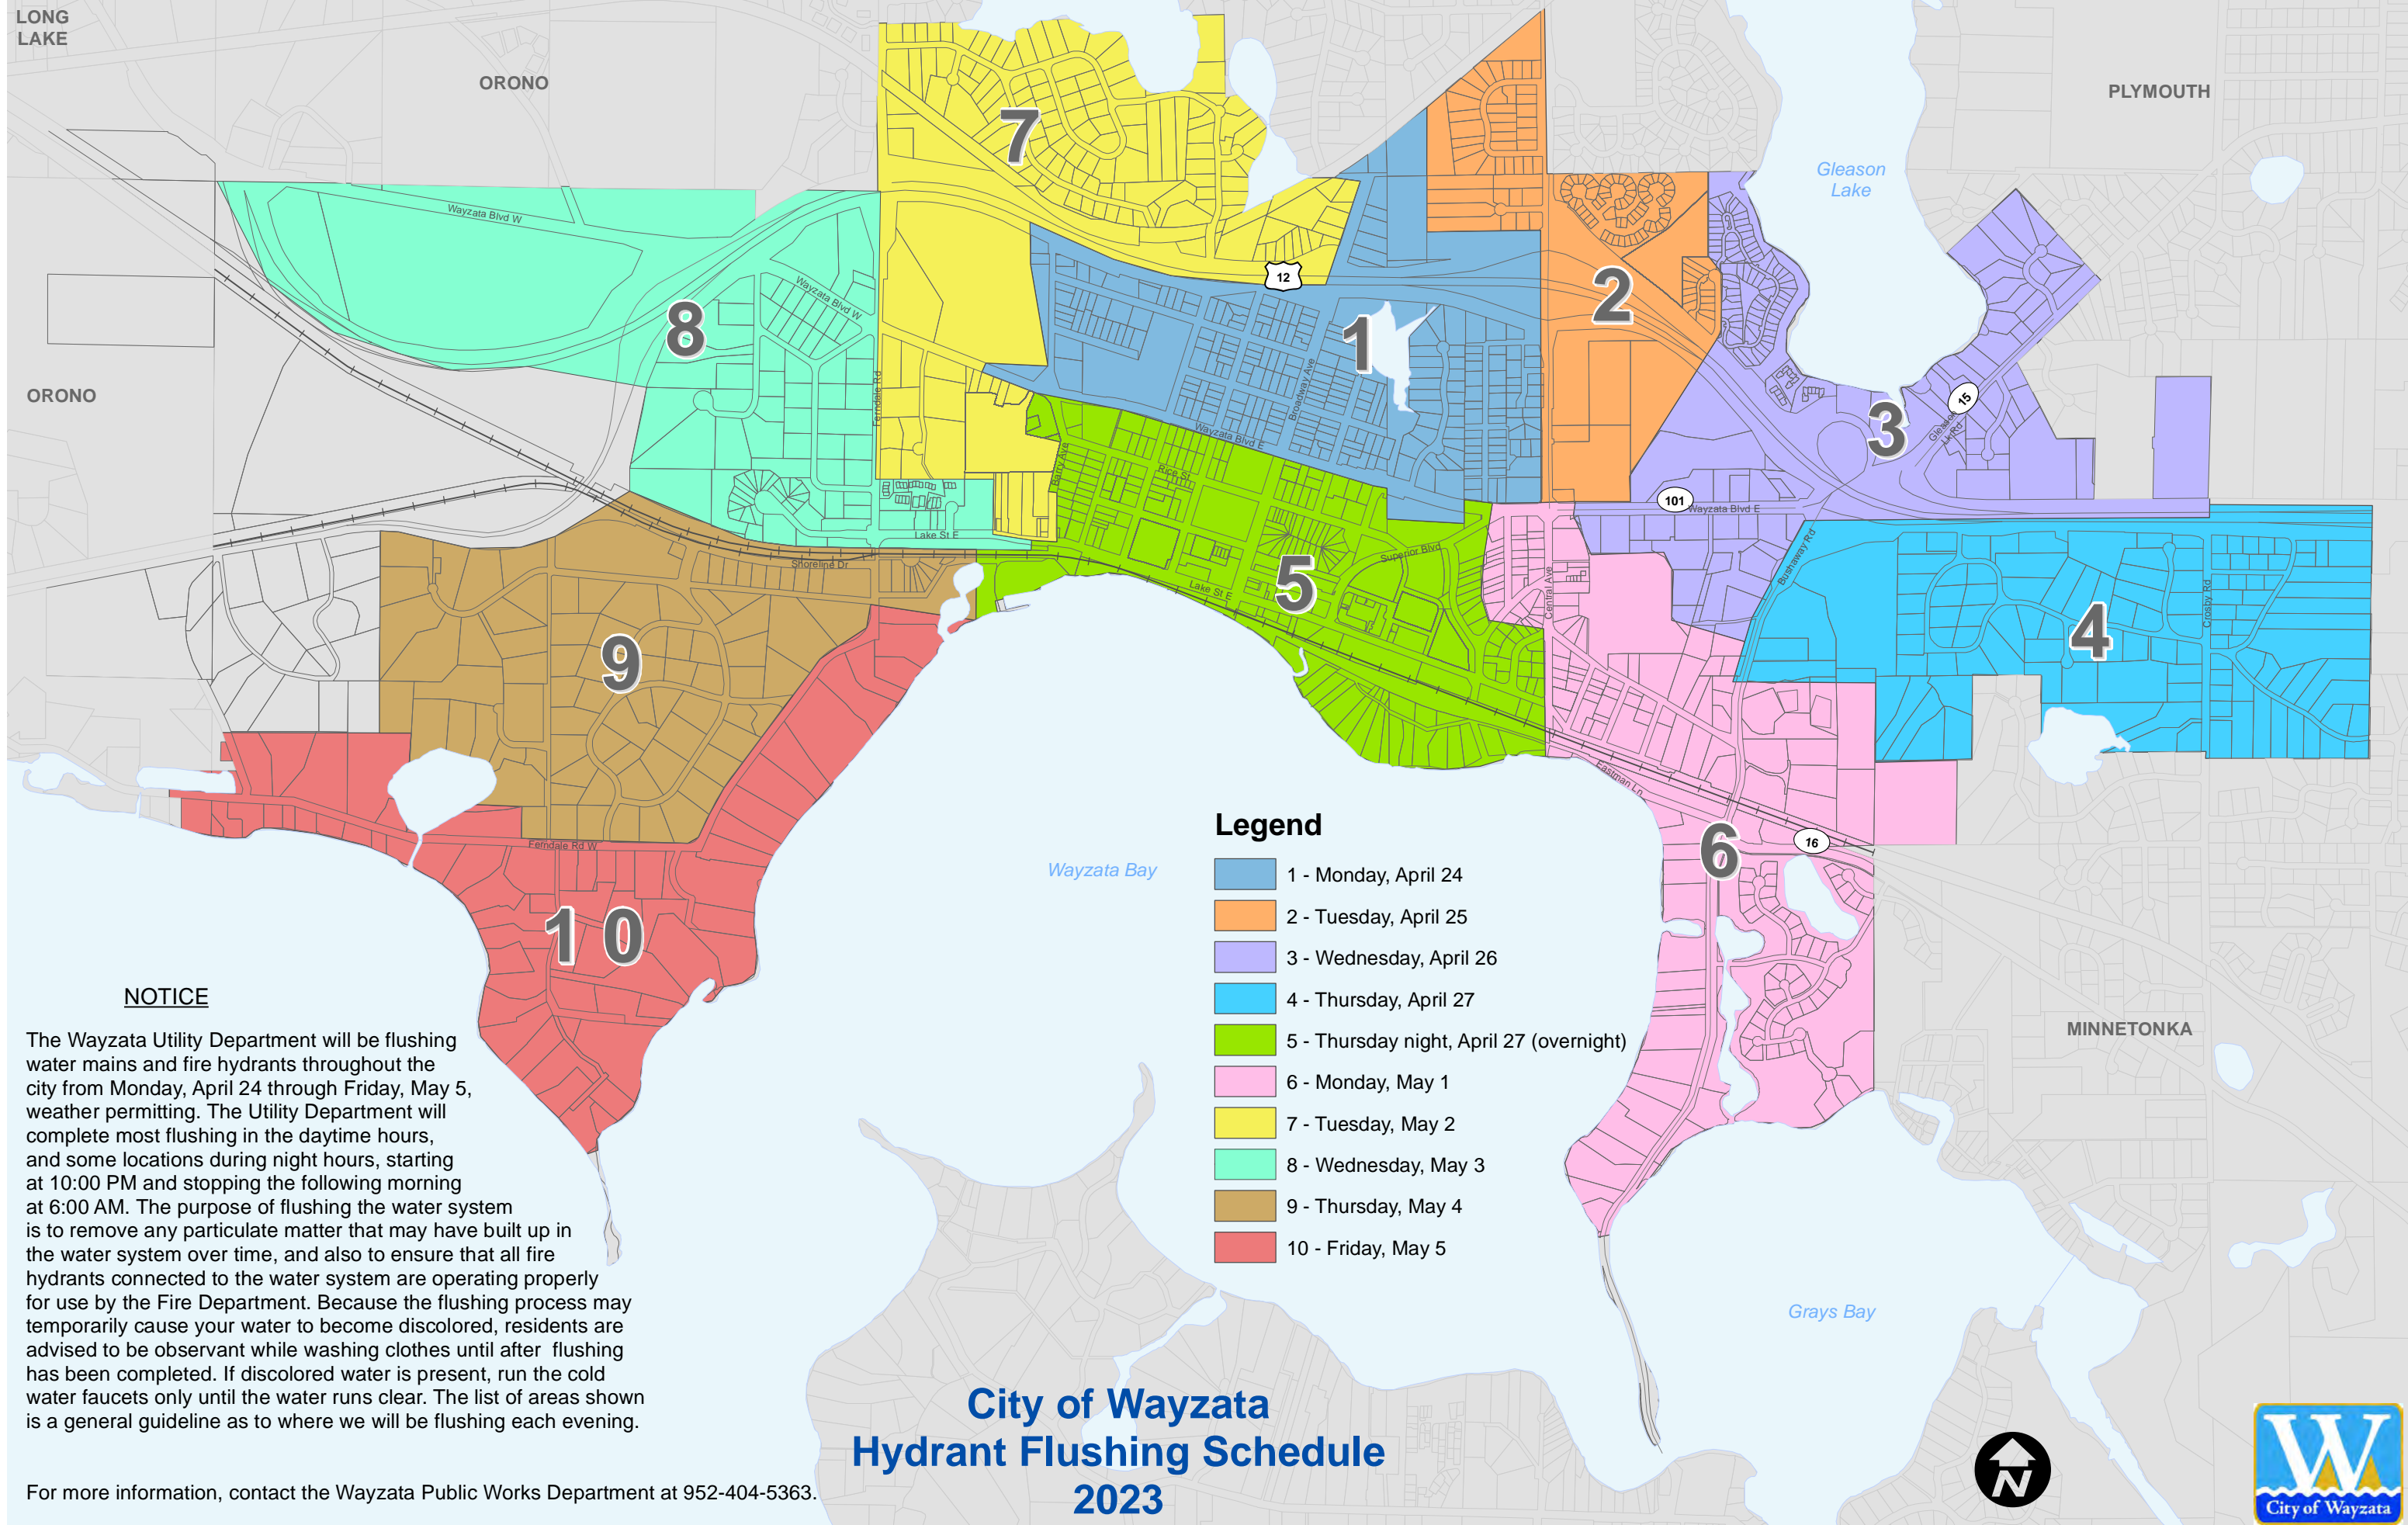 LONG
LAKE
ORONO
PLYMOUTH
7
Gleason
Lake
Wayzata Blvd W
12
2
Wayzata Blvd W
8
1
Ferndale Rd
Broadway Ave
15
ORONO
3
Gleason
Lk Rd
Wayzata Blvd E
Barry Ave
Rice St
101
Wayzata Blvd E
Lake St E
Superior Blvd
Shoreline Dr
Bushaway Rd
5
Lake St E
Central Ave
Crosby Rd
4
9
Eastman Ln
Legend
16
6
Ferndale Rd W
Wayzata Bay
1 - Monday, April 24
2 - Tuesday, April 25
10
3 - Wednesday, April 26
4 - Thursday, April 27
5 - Thursday night, April 27 (overnight)
6 - Monday, May 1
7 - Tuesday, May 2
8 - Wednesday, May 3
9 - Thursday, May 4
10 - Friday, May 5
MINNETONKA
Grays Bay
NOTICE
The Wayzata Utility Department will be flushing
water mains and fire hydrants throughout the
city from Monday, April 24 through Friday, May 5,
weather permitting. The Utility Department will
complete most flushing in the daytime hours,
and some locations during night hours, starting
at 10:00 PM and stopping the following morning
at 6:00 AM. The purpose of flushing the water system
is to remove any particulate matter that may have built up in
the water system over time, and also to ensure that all fire
hydrants connected to the water system are operating properly
for use by the Fire Department. Because the flushing process may
temporarily cause your water to become discolored, residents are
advised to be observant while washing clothes until after flushing
has been completed. If discolored water is present, run the cold
water faucets only until the water runs clear. The list of areas shown
is a general guideline as to where we will be flushing each evening.
For more information, contact the Wayzata Public Works Department at 952-404-5363.
City of Wayzata
Hydrant Flushing Schedule
2023
N
W
City of Wayzata